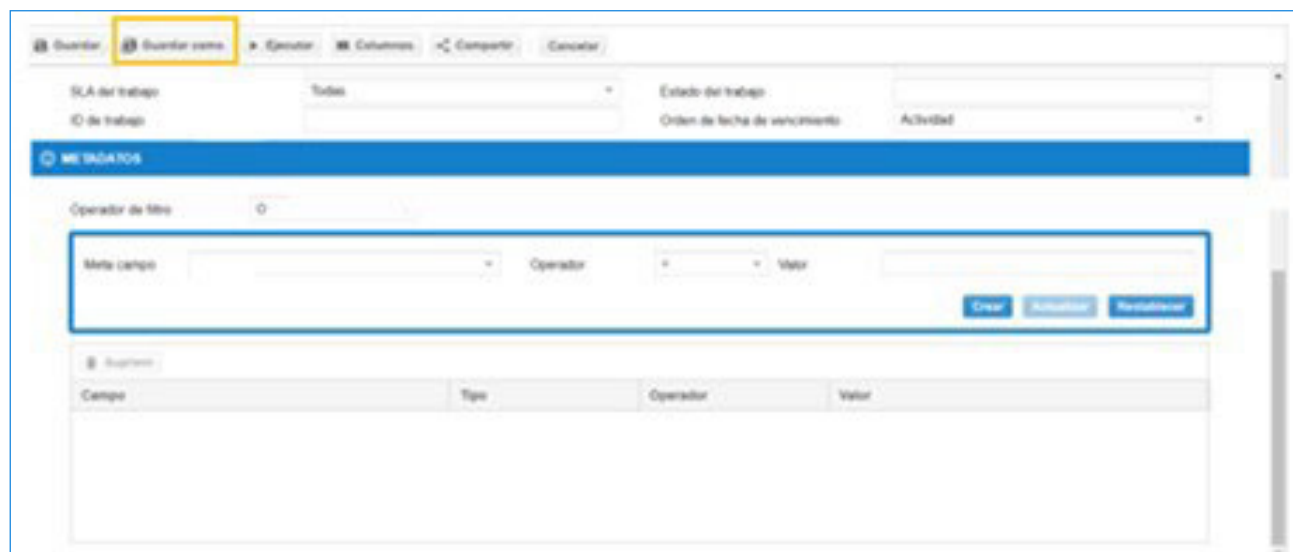 Guardar Guardar como Ejecutar Columnas Compartir Cancelar
SLA del trabajo Todas Estado del trabajo
ID de trabajo Orden de fecha de vencimiento Actividad
METADATOS
Operador de filtro O
Meta campo Operador = Valor
Crear Actualizar Restablecer
Suprimir
Campo Tipo Operador Valor